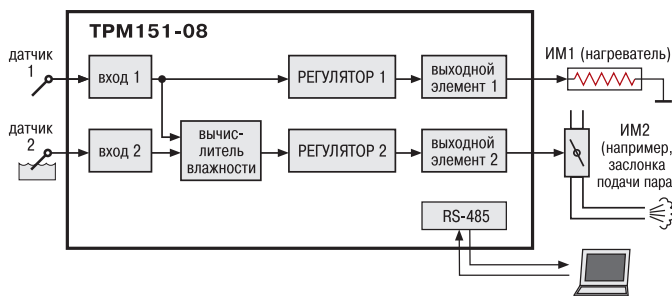 ТРМ151-08
датчик
1
вход 1
РЕГУЛЯТОР 1
выходной
элемент 1
ИМ1 (нагреватель)
датчик
2
вход 2
вычис-
литель
влажности
РЕГУЛЯТОР 2
выходной
элемент 2
ИМ2
(например,
заслонка
подачи пара)
RS-485